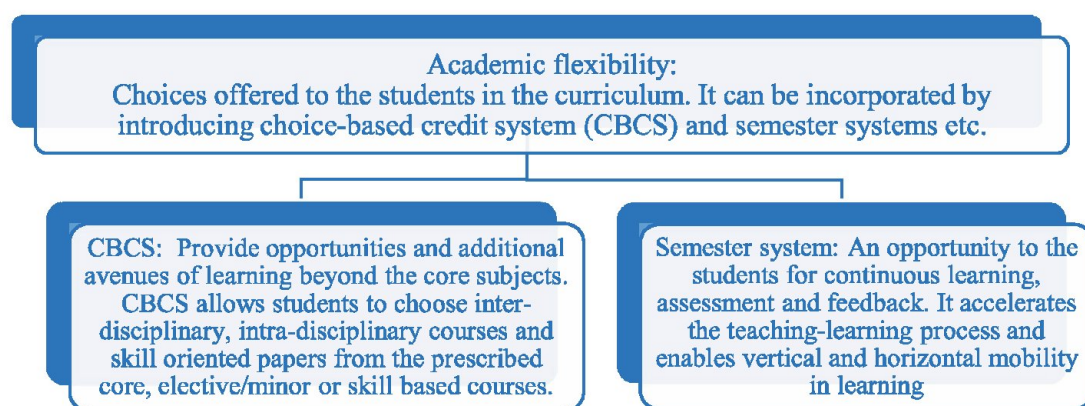 Academic flexibility:
Choices offered to the students in the curriculum. It can be incorporated by
introducing choice-based credit system (CBCS) and semester systems etc.
CBCS: Provide opportunities and additional
avenues of learning beyond the core subjects.
CBCS allows students to choose inter-
disciplinary, intra-disciplinary courses and
skill oriented papers from the prescribed
core, elective/minor or skill based courses.
Semester system: An opportunity to the
students for continuous learning,
assessment and feedback. It accelerates
the teaching-learning process and
enables vertical and horizontal mobility
in learning